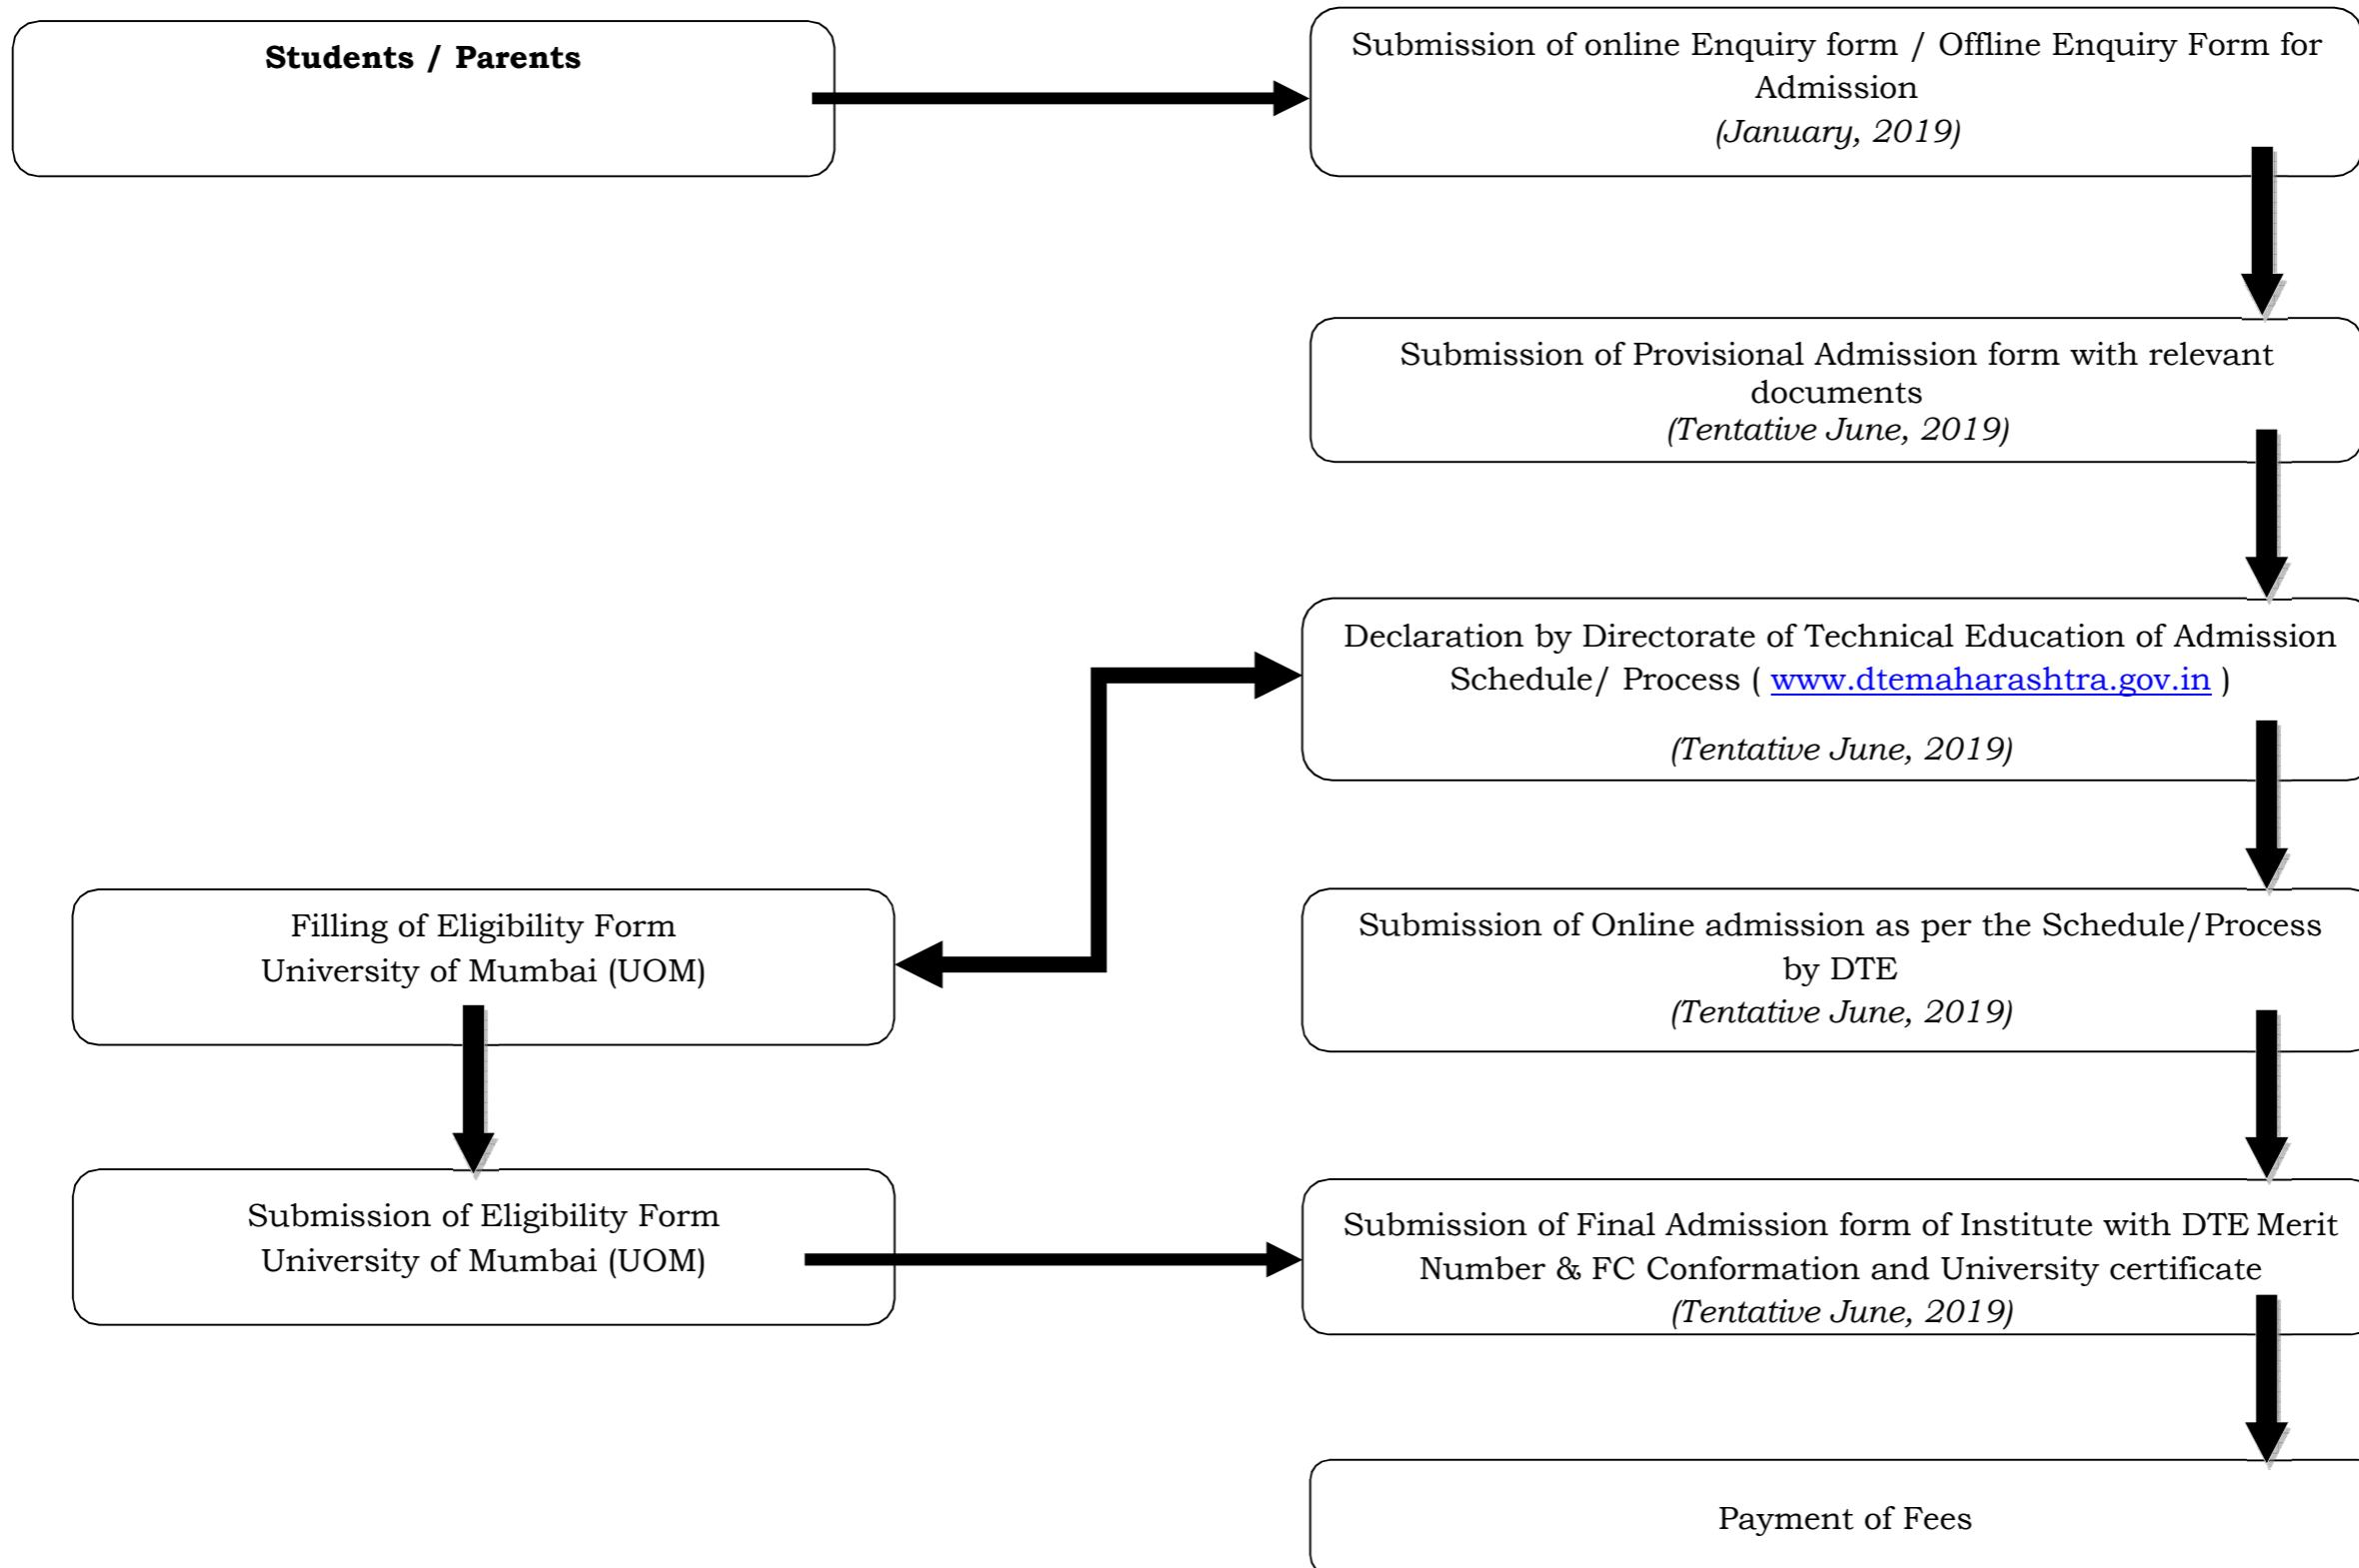 Students / Parents
Submission of online Enquiry form / Offline Enquiry Form for
Admission
(January, 2019)
Submission of Provisional Admission form with relevant
documents
(Tentative June, 2019)
Declaration by Directorate of Technical Education of Admission
Schedule/ Process ( www.dtemaharashtra.gov.in )
(Tentative June, 2019)
Filling of Eligibility Form
University of Mumbai (UOM)
Submission of Online admission as per the Schedule/Process
by DTE
(Tentative June, 2019)
Submission of Eligibility Form
University of Mumbai (UOM)
Submission of Final Admission form of Institute with DTE Merit
Number & FC Conformation and University certificate
(Tentative June, 2019)
Payment of Fees